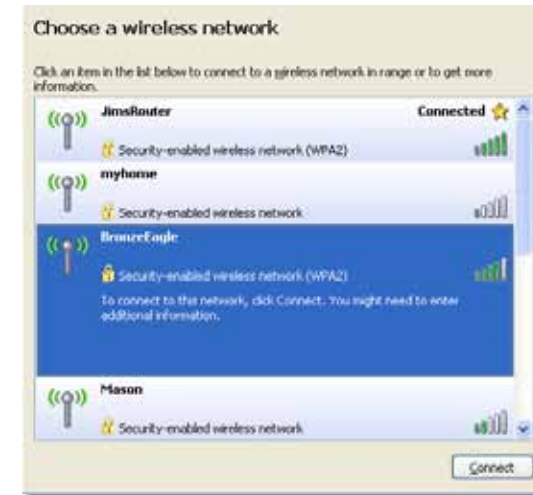 Choose a wireless network
Click an item in the list below to connect to a wireless network in range or to get more
information.
JimsRouter Connected
Security-enabled wireless network (WPA2)
myhome
Security-enabled wireless network
BronzeEagle
Security-enabled wireless network (WPA2)
To connect to this network, click Connect. You might need to enter
additional information.
Mason
Security-enabled wireless network
Connect